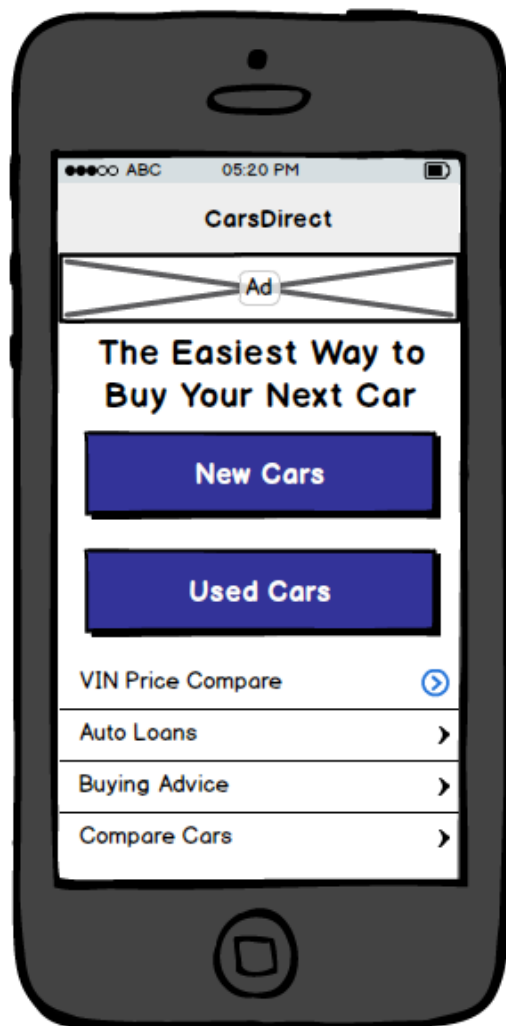 ABC 05:20 PM
CarsDirect
Ad
The Easiest Way to
Buy Your Next Car
New Cars
Used Cars
VIN Price Compare
Auto Loans
Buying Advice
Compare Cars